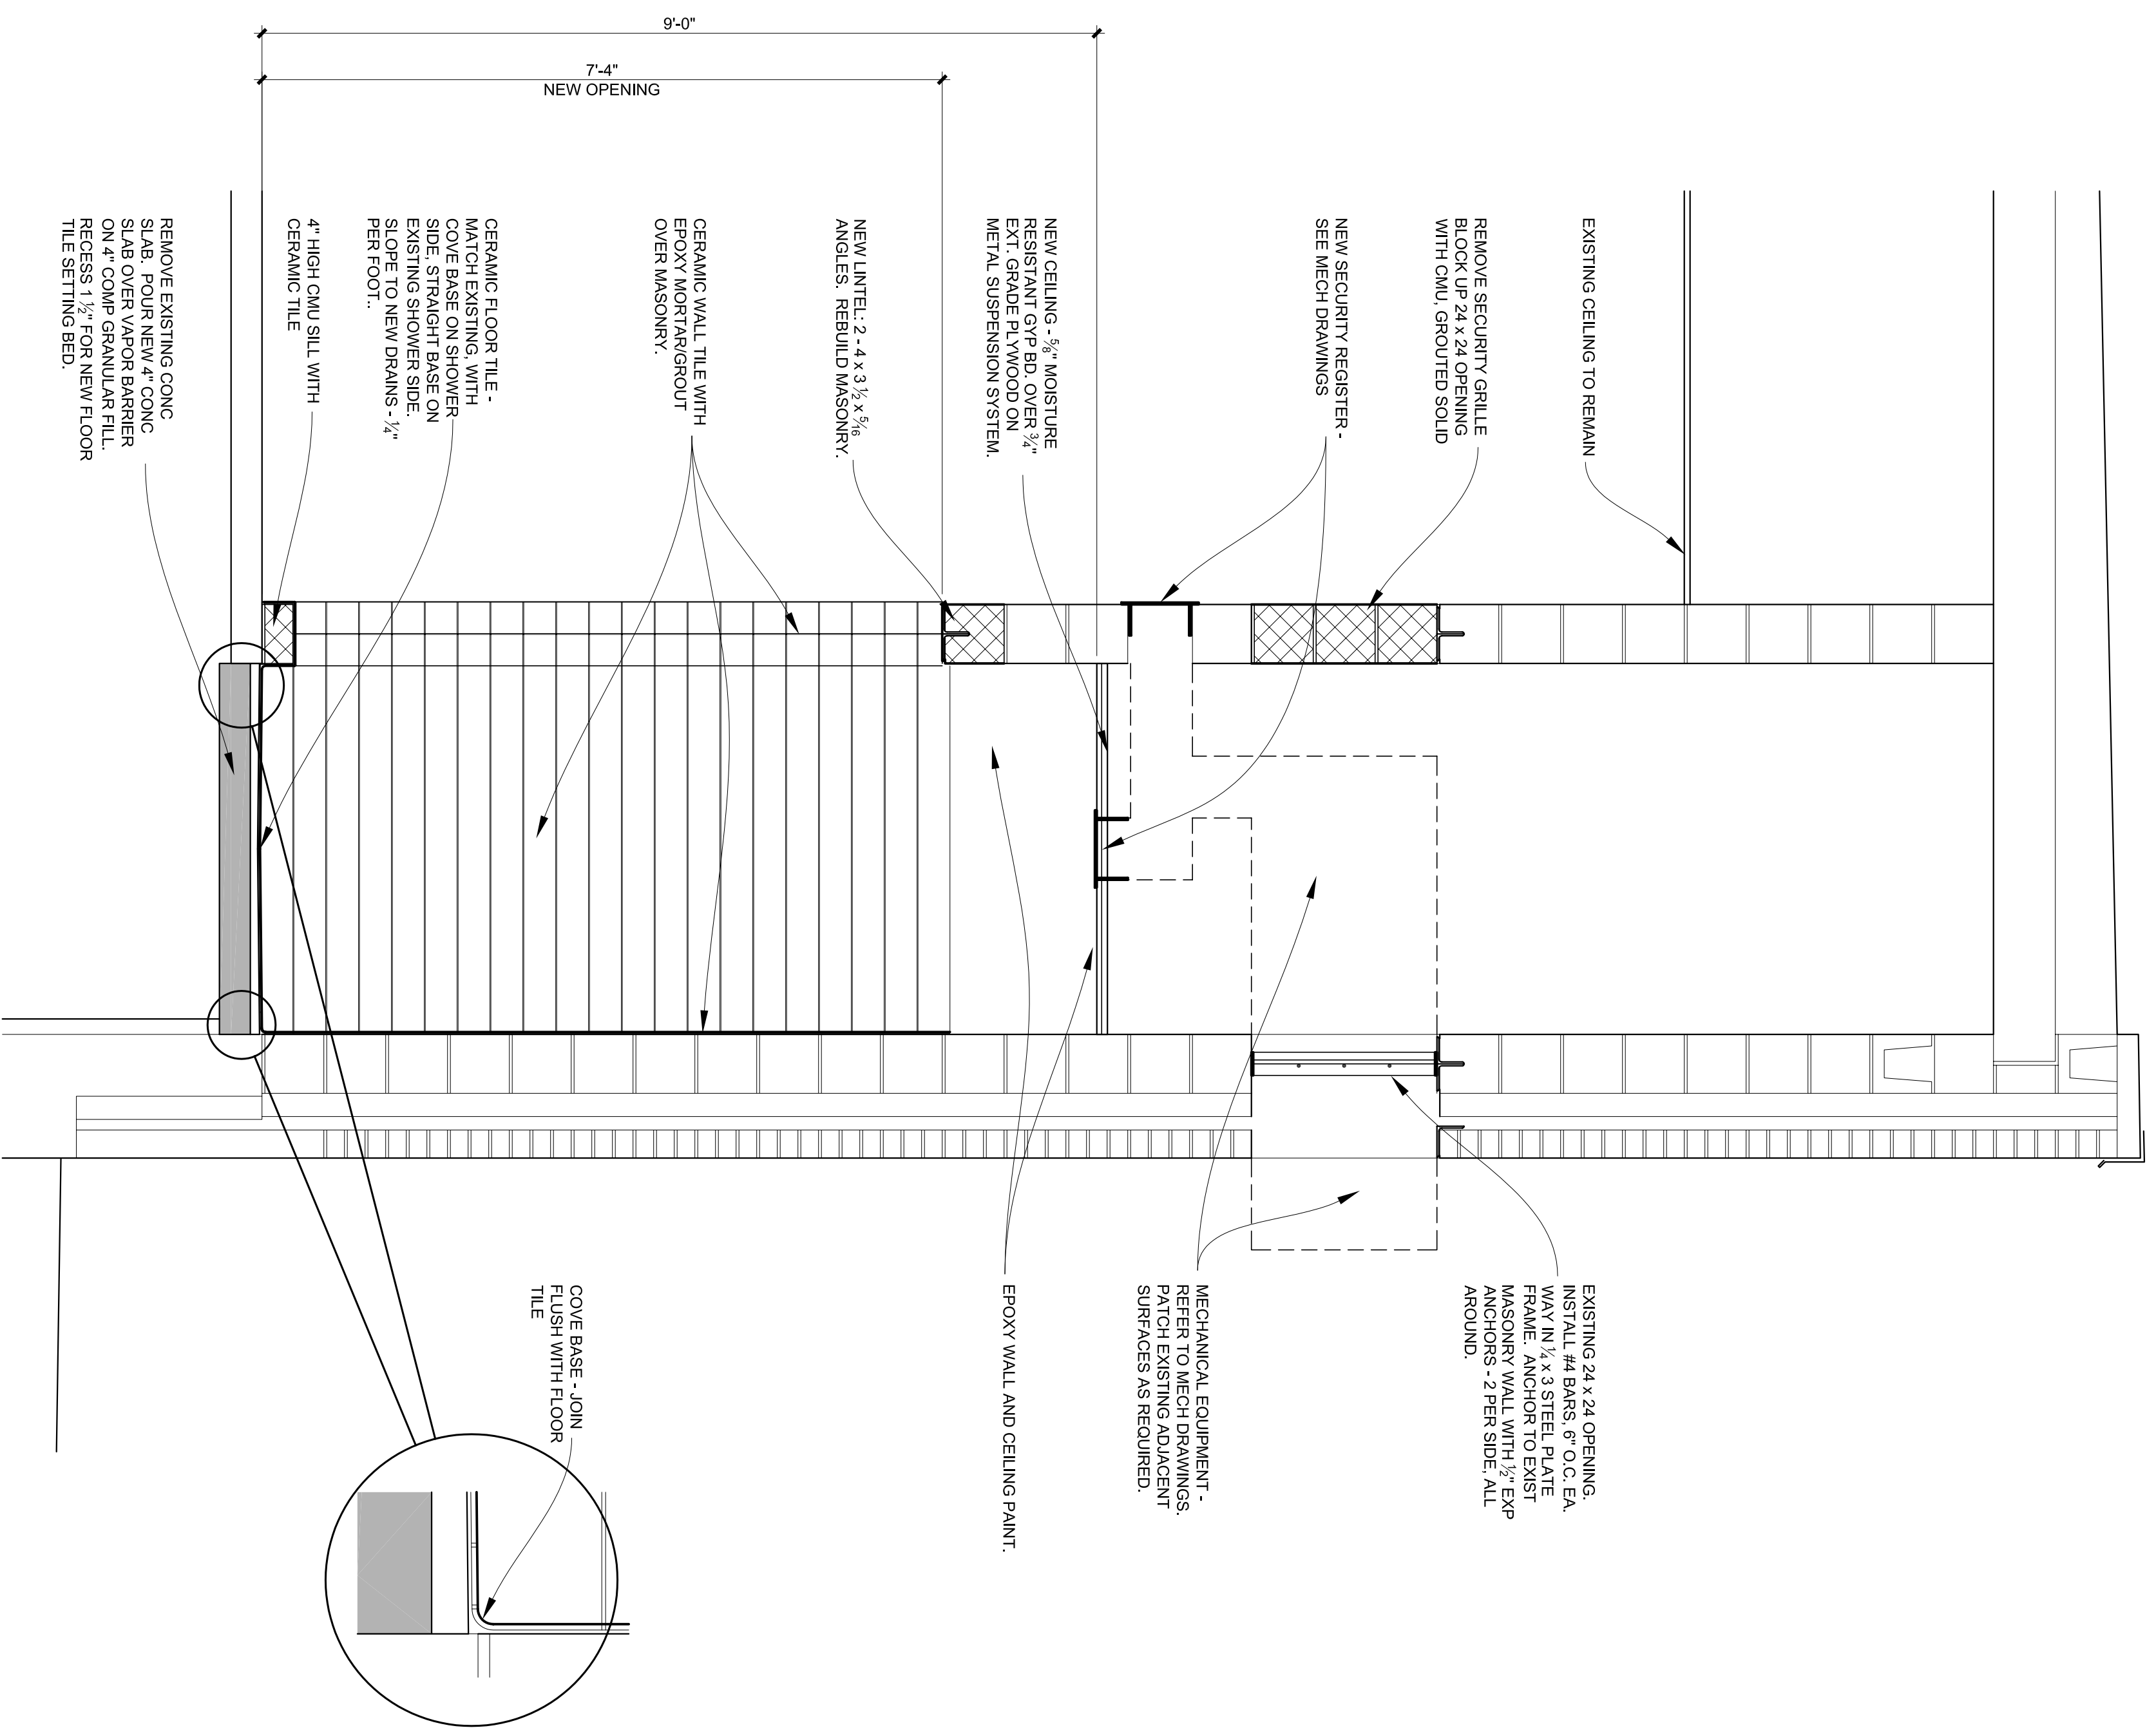 EXISTING CEILING TO REMAIN
REMOVE SECURITY GRILLE
BLOCK UP 24 x 24 OPENING
WITH CMU, GROUTED SOLID
NEW SECURITY REGISTER -
SEE MECH DRAWINGS
NEW CEILING - 5/8" MOISTURE
RESISTANT GYP BD. OVER 3/4"
EXT. GRADE PLYWOOD ON
METAL SUSPENSION SYSTEM.
NEW LINTEL: 2 - 4 x 3 1/2 x 5/16
ANGLES. REBUILD MASONRY.
CERAMIC WALL TILE WITH
EPOXY MORTAR/GROUT
OVER MASONRY.
CERAMIC FLOOR TILE -
MATCH EXISTING, WITH
COVE BASE ON SHOWER
SIDE, STRAIGHT BASE ON
EXISTING SHOWER SIDE.
SLOPE TO NEW DRAINS - 1/4"
PER FOOT..
4" HIGH CMU SILL WITH
CERAMIC TILE
REMOVE EXISTING CONC
SLAB. POUR NEW 4" CONC
SLAB OVER VAPOR BARRIER
ON 4" COMP GRANULAR FILL.
RECESS 1 1/2" FOR NEW FLOOR
TILE SETTING BED.
9'-0"
7'-4"
NEW OPENING
EXISTING 24 x 24 OPENING.
INSTALL #4 BARS, 6" O.C. EA.
WAY IN 1/4 x 3 STEEL PLATE
FRAME. ANCHOR TO EXIST
MASONRY WALL WITH 1/2" EXP
ANCHORS - 2 PER SIDE, ALL
AROUND.
MECHANICAL EQUIPMENT -
REFER TO MECH DRAWINGS.
PATCH EXISTING ADJACENT
SURFACES AS REQUIRED.
EPOXY WALL AND CEILING PAINT.
COVE BASE - JOIN
FLUSH WITH FLOOR
TILE